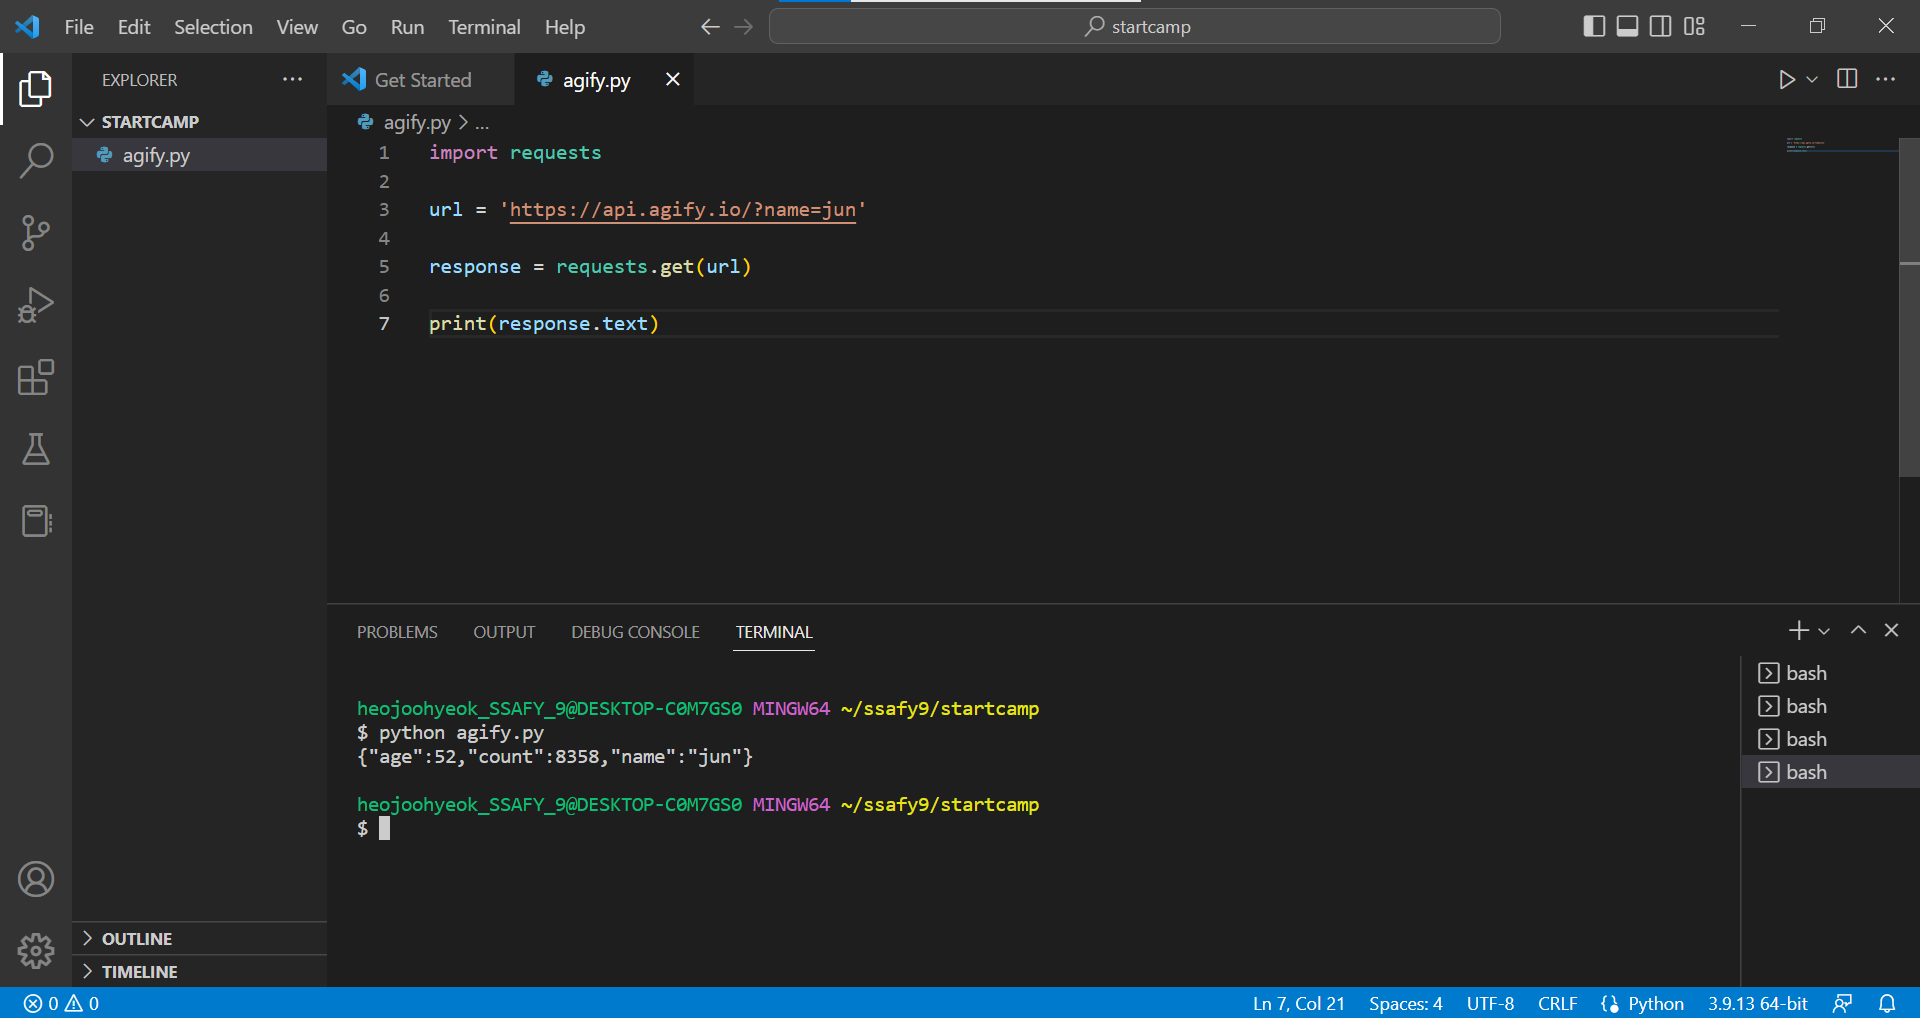 File Edit Selection View Go Run Terminal Help
startcamp
EXPLORER
STARTCAMP
agify.py
OUTLINE
TIMELINE
Get Started
agify.py
agify.py > ...
1 import requests
2
3 url = 'https://api.agify.io/?name=jun'
4
5 response = requests.get(url)
6
7 print(response.text)
PROBLEMS OUTPUT DEBUG CONSOLE TERMINAL
heojoohyeok_SSAFY_9@DESKTOP-C0M7GS0 MINGW64 ~/ssafy9/startcamp
$ python agify.py
{"age":52,"count":8358,"name":"jun"}
heojoohyeok_SSAFY_9@DESKTOP-C0M7GS0 MINGW64 ~/ssafy9/startcamp
$
bash
bash
bash
bash
0 0
Ln 7, Col 21 Spaces: 4 UTF-8 CRLF Python 3.9.13 64-bit